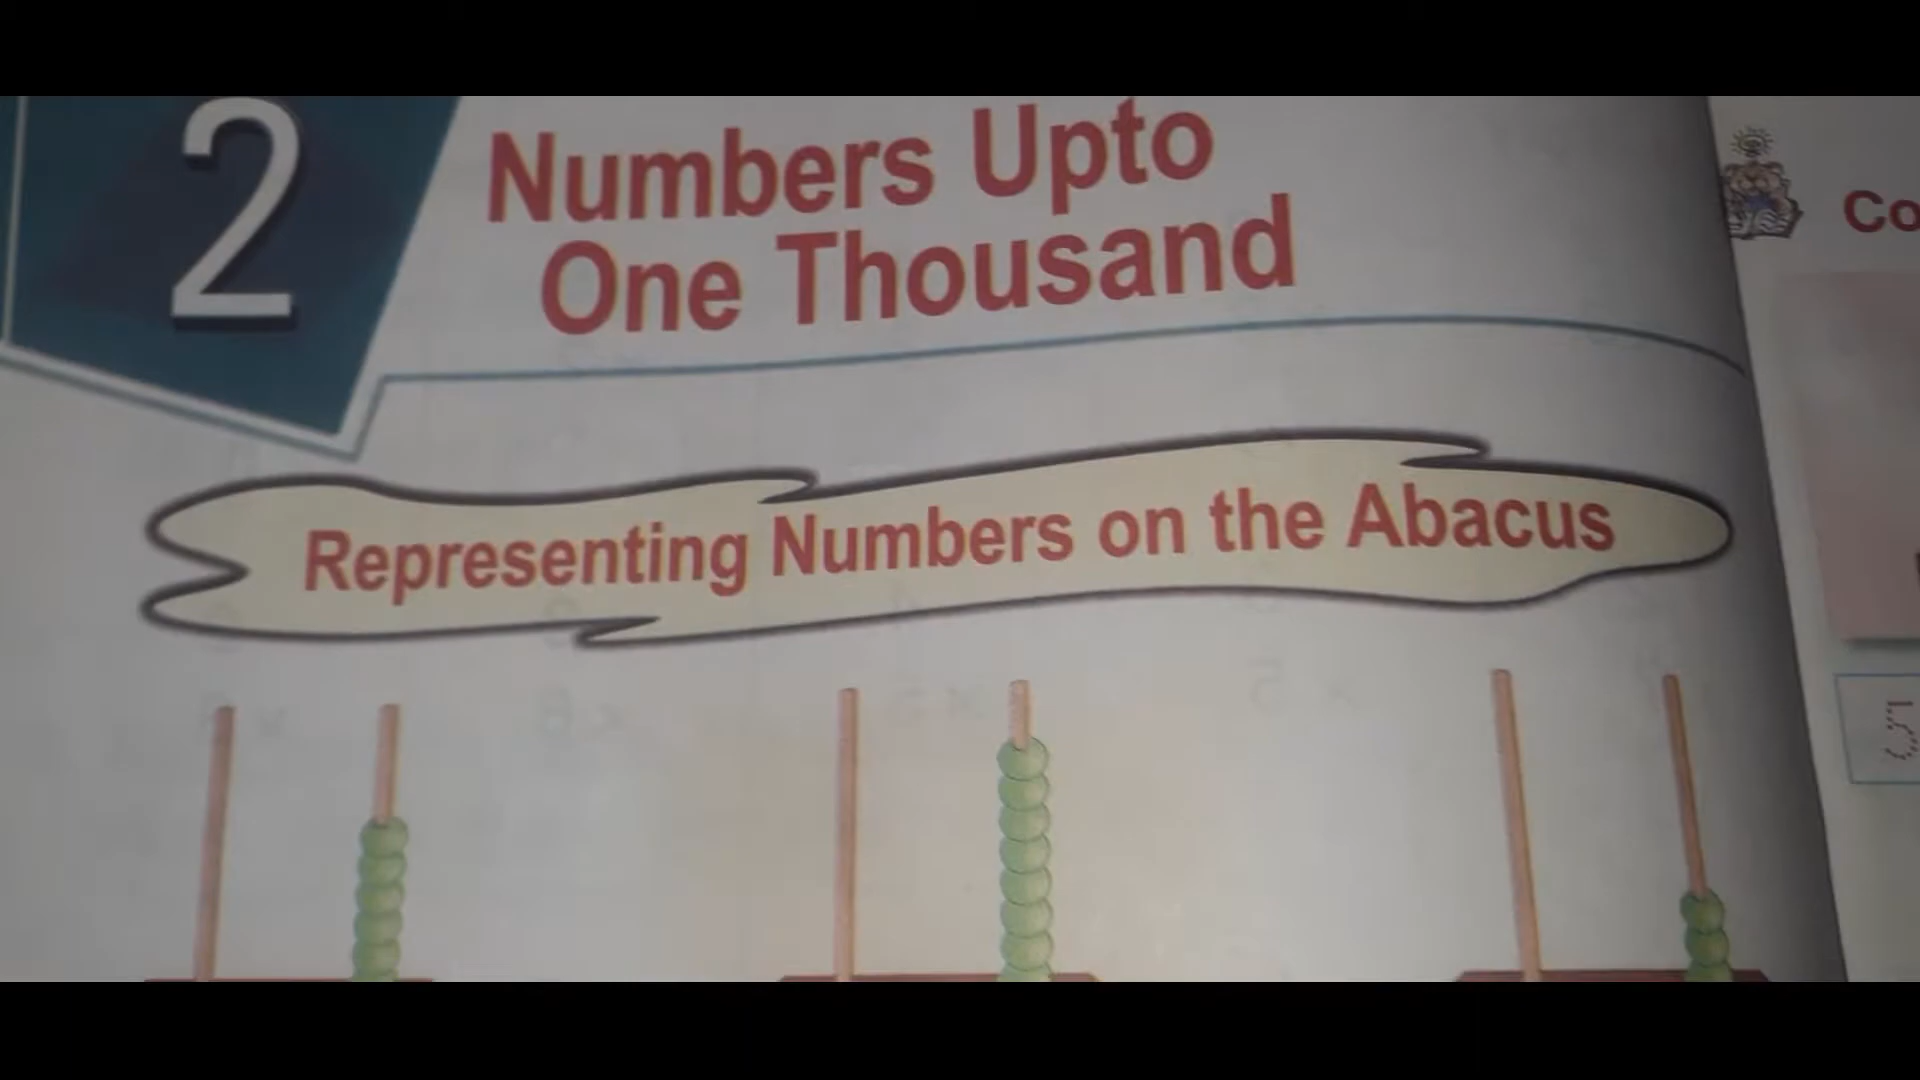 2
Numbers Upto
One Thousand
Representing Numbers on the Abacus
Co